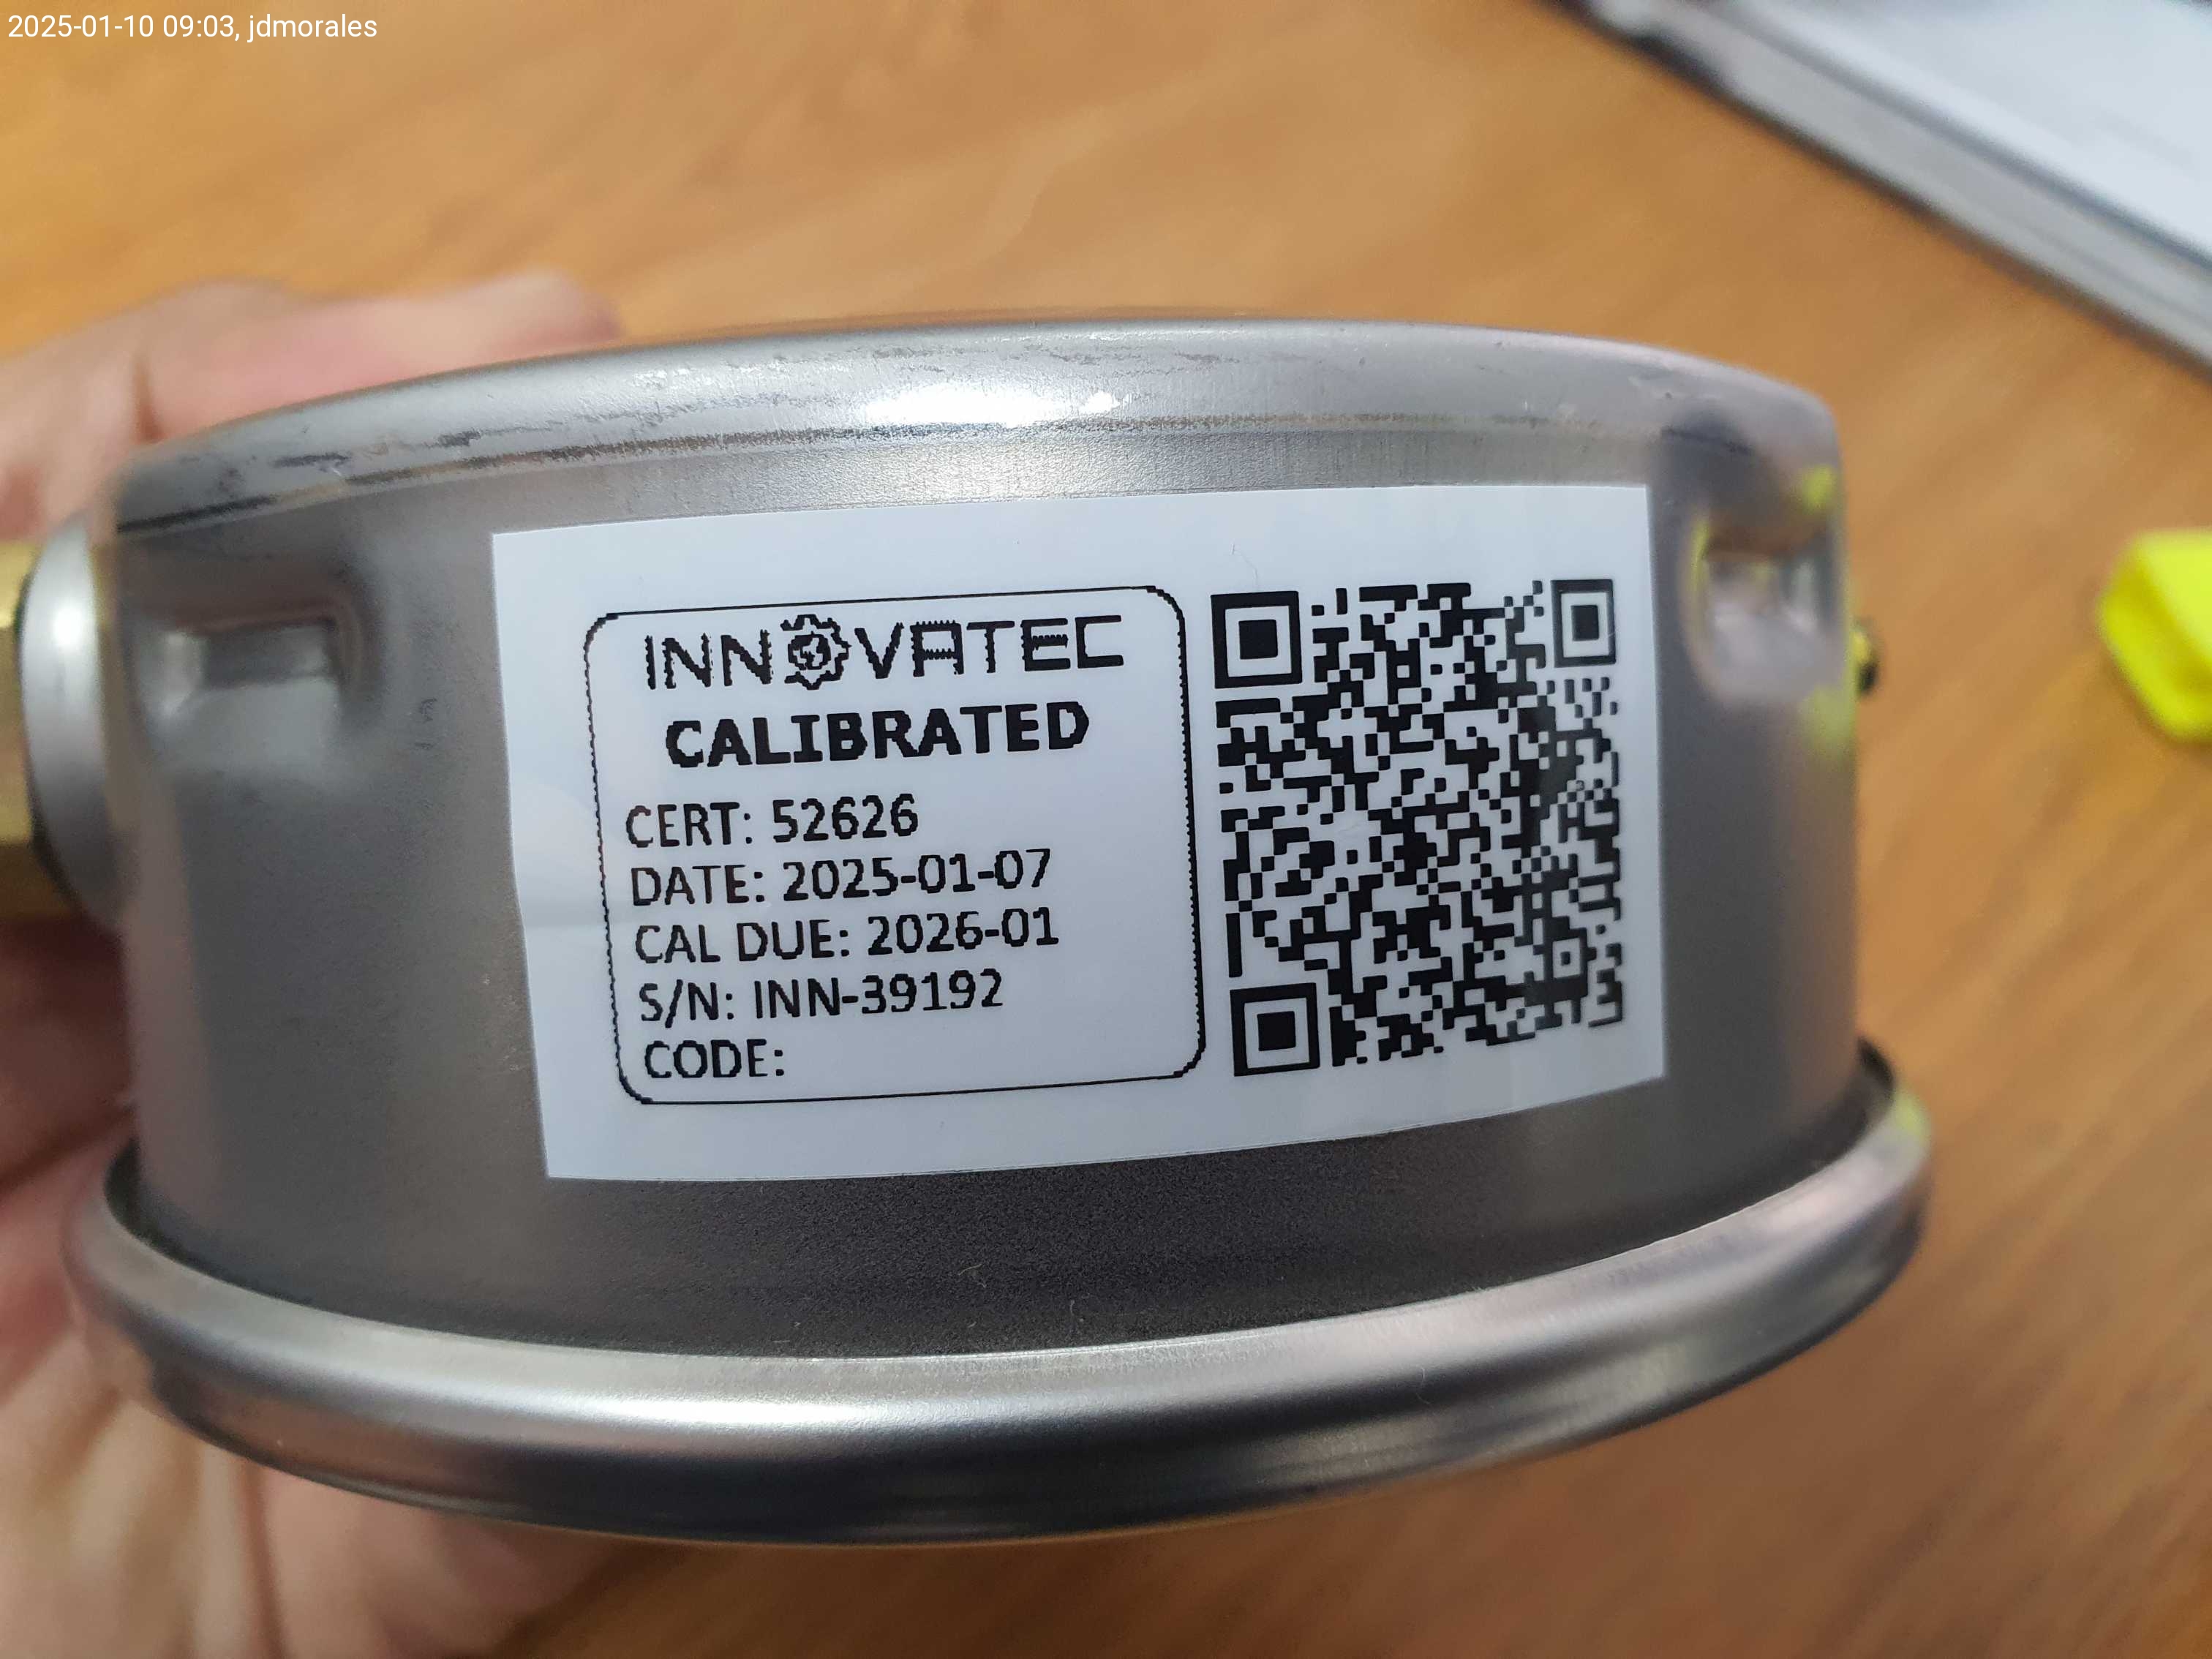 2025-01-10 09:03, jdmorales
INNOVATEC
CALIBRATED
CERT: 52626
DATE: 2025-01-07
CAL DUE: 2026-01
S/N: INN-39192
CODE: